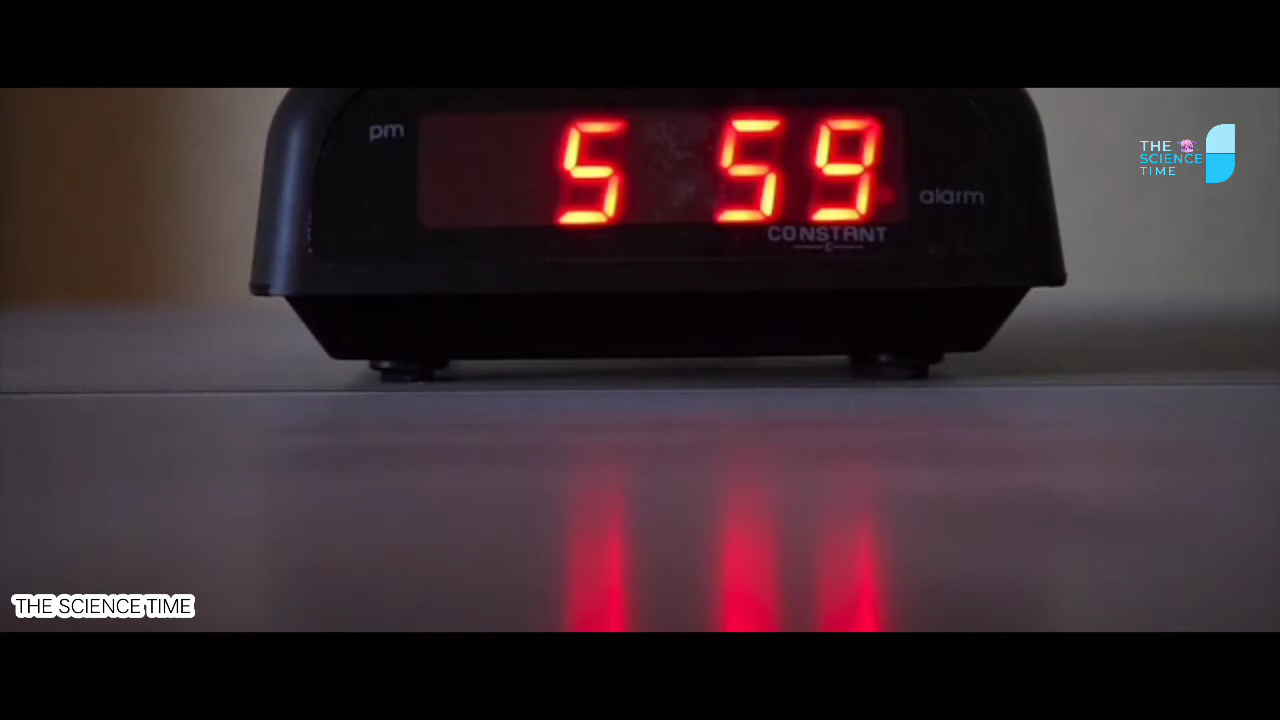 pm
5 59
alarm
CONSTANT
THE
SCIENCE
TIME
THE SCIENCE TIME